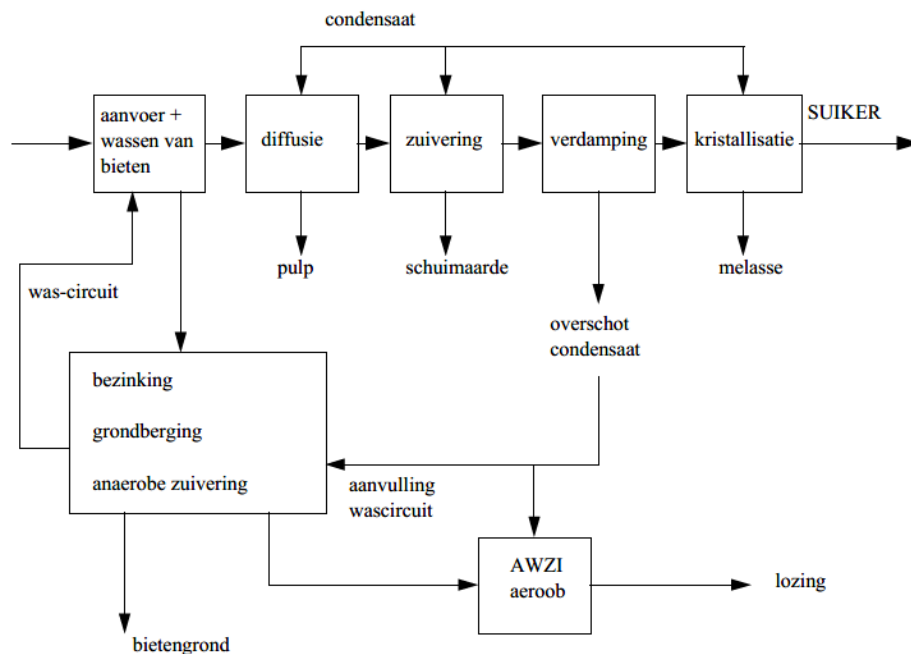 condensaat
aanvoer +
wassen van
bieten
diffusie
zuivering
verdamping
kristallisatie
SUIKER
pulp
schuimaarde
melasse
was-circuit
overschot
condensaat
bezinking
grondberging
anaerobe zuivering
aanvulling
wascircuit
AWZI
aeroob
lozing
bietengrond